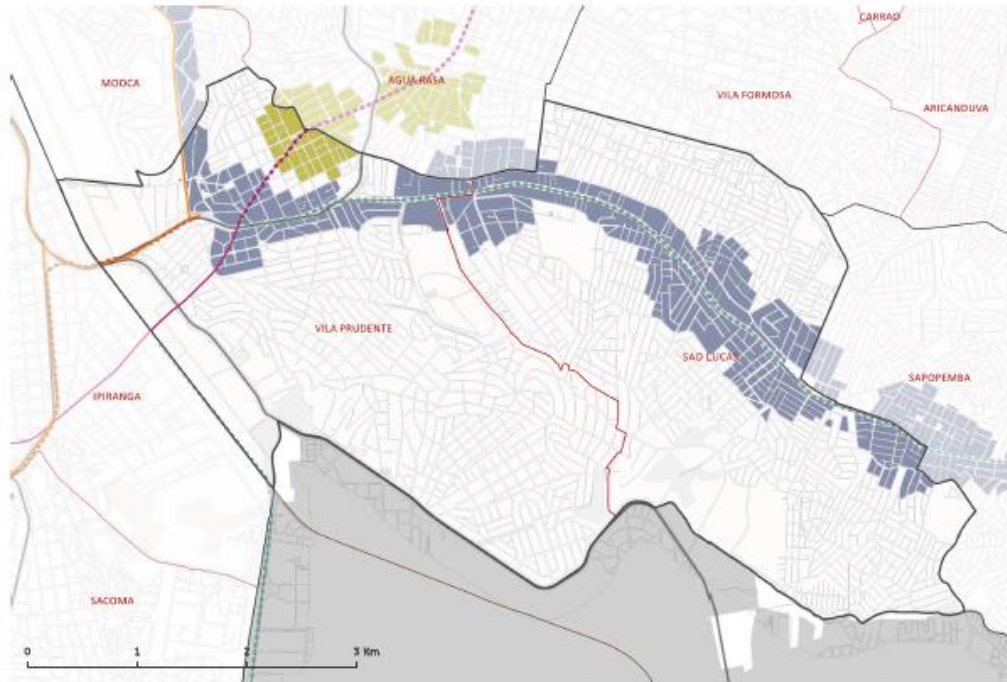 CARRAO
MOOCA
AGUA RASA
VILA FORMOSA
ARICANDUVA
VILA PRUDENTE
SAO LUCAS
SAPOPEMBA
IPIRANGA
SACOMA
0 1 2 3 Km